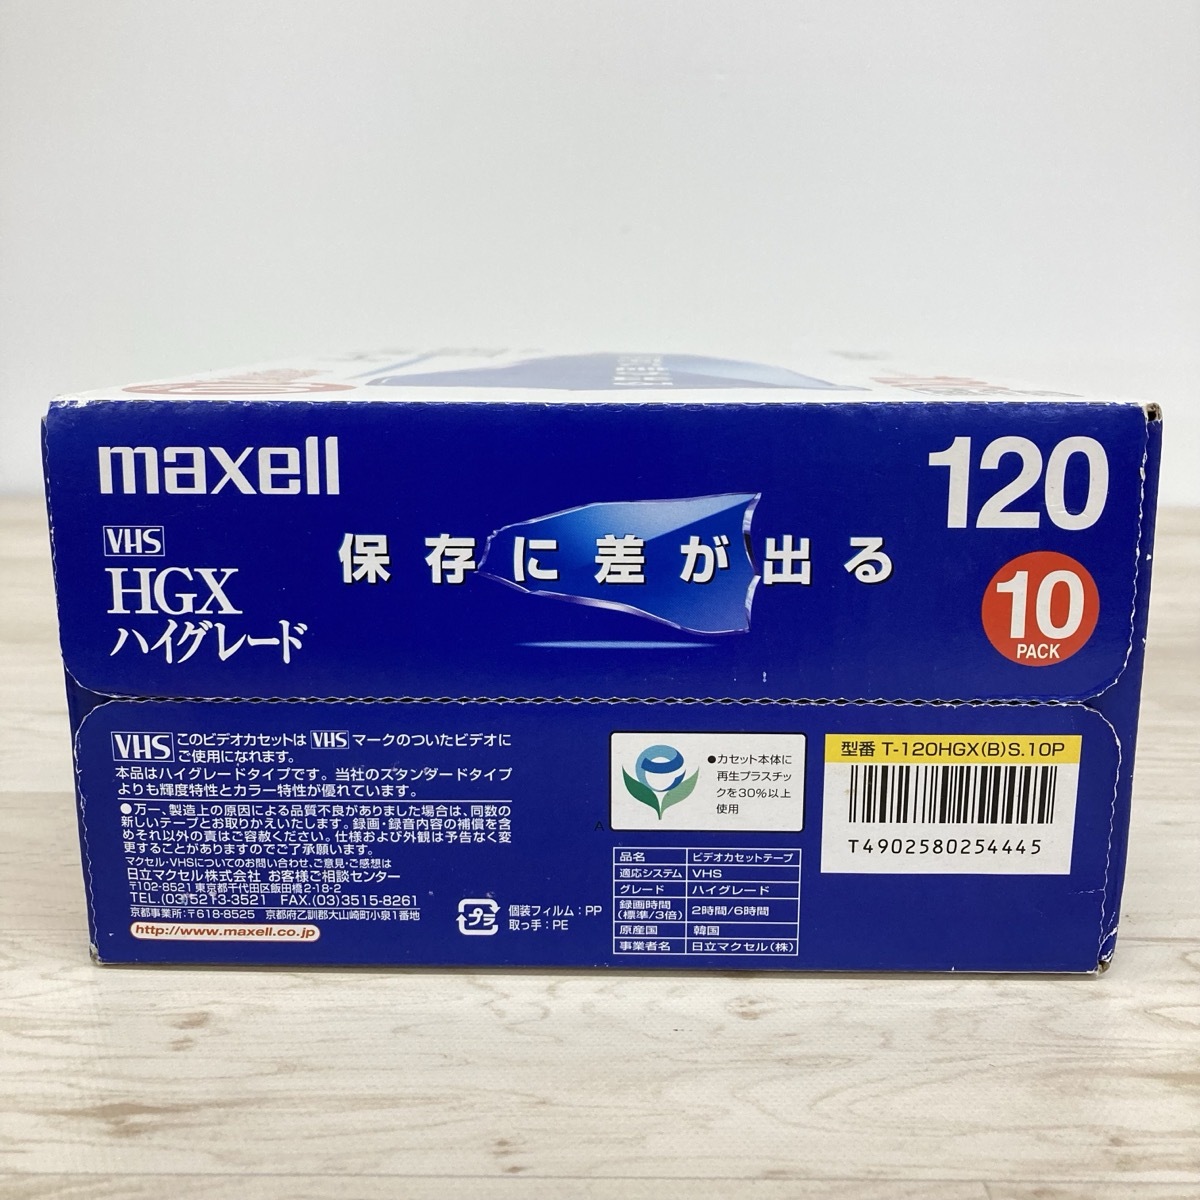 maxell
VHS
HGX
ハイグレード
保存に差が出る
120
10
PACK
VHS このビデオカセットは VHS マークのついたビデオに
ご使用になれます。
本品はハイグレードタイプです。当社のスタンダードタイプ
よりも輝度特性とカラー特性が優れています。
●万一、製造上の原因による品質不良がありました場合は、同数の
新しいテープとお取りかえいたします。録画・録音内容の補償を含
めそれ以外の責はご容赦ください。仕様および外観は予告なく変
更することがありますのでご了承願います。
マクセル・VHSについてのお問い合わせ、ご意見・ご感想は
日立マクセル株式会社 お客様ご相談センター
〒102-8521 東京都千代田区飯田橋2-18-2
TEL.(03)5213-3521 FAX.(03)3515-8261
京都事業所:〒618-8525 京都府乙訓郡大山崎町小泉1番地
http://www.maxell.co.jp
プラ
個装フィルム:PP
取っ手:PE
●カセット本体に
再生プラスチッ
クを30%以上
使用
A
品名 ビデオカセットテープ
適応システム VHS
グレード ハイグレード
録画時間
(標準/3倍) 2時間/6時間
原産国 韓国
事業者名 日立マクセル(株)
型番 T-120HGX(B)S.10P
T4902580254445